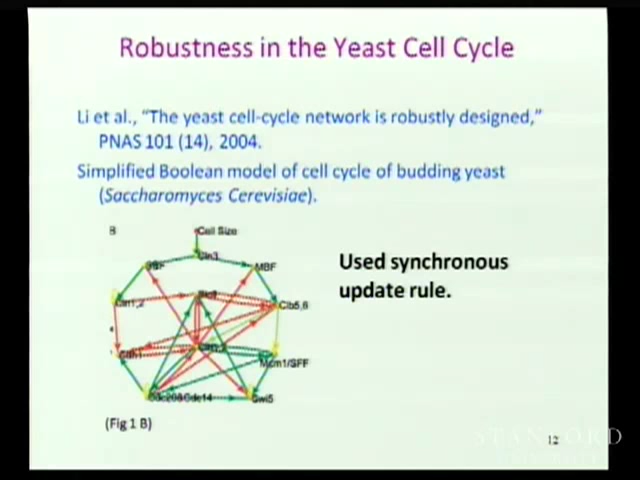 Robustness in the Yeast Cell Cycle
Li et al., “The yeast cell-cycle network is robustly designed,”
PNAS 101 (14), 2004.
Simplified Boolean model of cell cycle of budding yeast
(Saccharomyces Cerevisiae).
B
Cell Size
Cln3
SBF
MBF
Used synchronous
update rule.
Cln1,2
Sic1
Clb5,6
Cdh1
Clb1,2
Mcm1/SFF
Cdc20&Cdc14
Swi5
(Fig 1 B)
12
STANFORD
UNIVERSITY